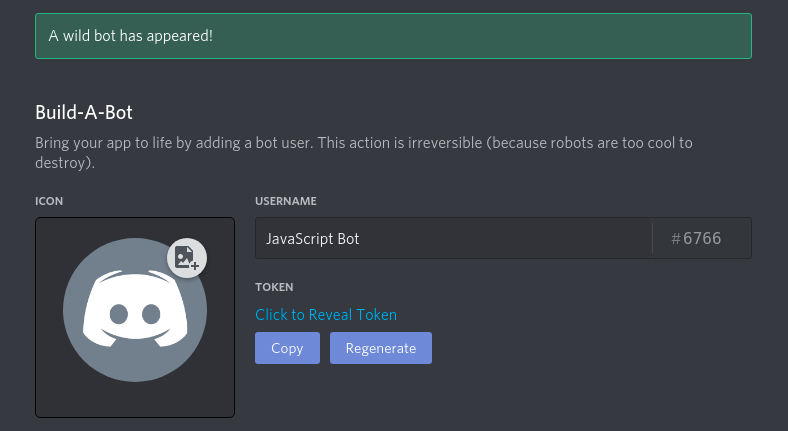 A wild bot has appeared!
Build-A-Bot
Bring your app to life by adding a bot user. This action is irreversible (because robots are too cool to
destroy).
ICON
USERNAME
JavaScript Bot
#6766
TOKEN
Click to Reveal Token
Copy
Regenerate